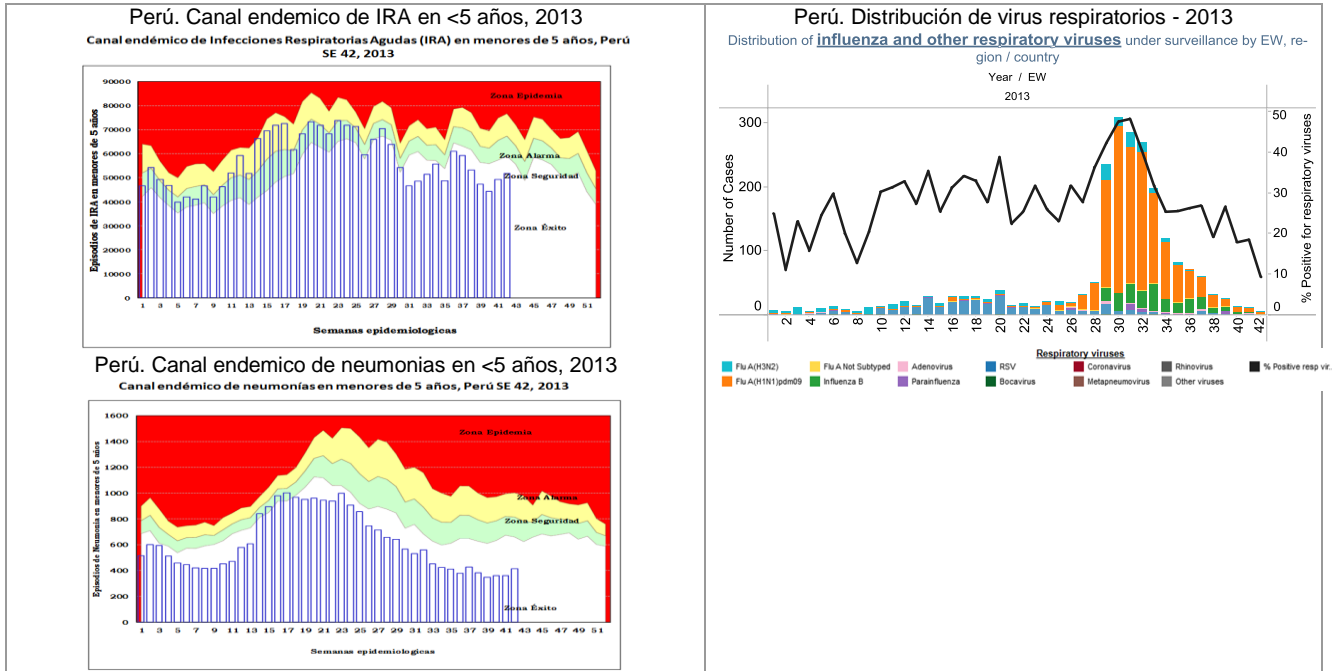 Perú. Canal endemico de IRA en <5 años, 2013
Canal endémico de Infecciones Respiratorias Agudas (IRA) en menores de 5 años, Perú
SE 42, 2013
Episodios de IRA en menores de 5 años
90000
80000
70000
60000
50000
40000
30000
20000
10000
0
Zona Epidemia
Zona Alarma
Zona Seguridad
Zona Éxito
1 3 5 7 9 11 13 15 17 19 21 23 25 27 29 31 33 35 37 39 41 43 45 47 49 51
Semanas epidemiologicas
Perú. Canal endemico de neumonias en <5 años, 2013
Canal endémico de neumonías en menores de 5 años, Perú SE 42, 2013
Episodios de Neumonia en menores de 5 años
1600
1400
1200
1000
800
600
400
200
0
Zona Epidemia
Zona Alarma
Zona Seguridad
Zona Éxito
1 3 5 7 9 11 13 15 17 19 21 23 25 27 29 31 33 35 37 39 41 43 45 47 49 51
Semanas epidemiologicas
Perú. Distribución de virus respiratorios - 2013
Distribution of influenza and other respiratory viruses under surveillance by EW, re-
gion / country
Year / EW
2013
Number of Cases
300
200
100
0
50
40
30
20
10
0
% Positive for respiratory viruses
2 4 6 8 10 12 14 16 18 20 22 24 26 28 30 32 34 36 38 40 42
Respiratory viruses
Flu A(H3N2) Flu A Not Subtyped Adenovirus RSV Coronavirus Rhinovirus % Positive resp vir..
Flu A(H1N1)pdm09 Influenza B Parainfluenza Bocavirus Metapneumovirus Other viruses